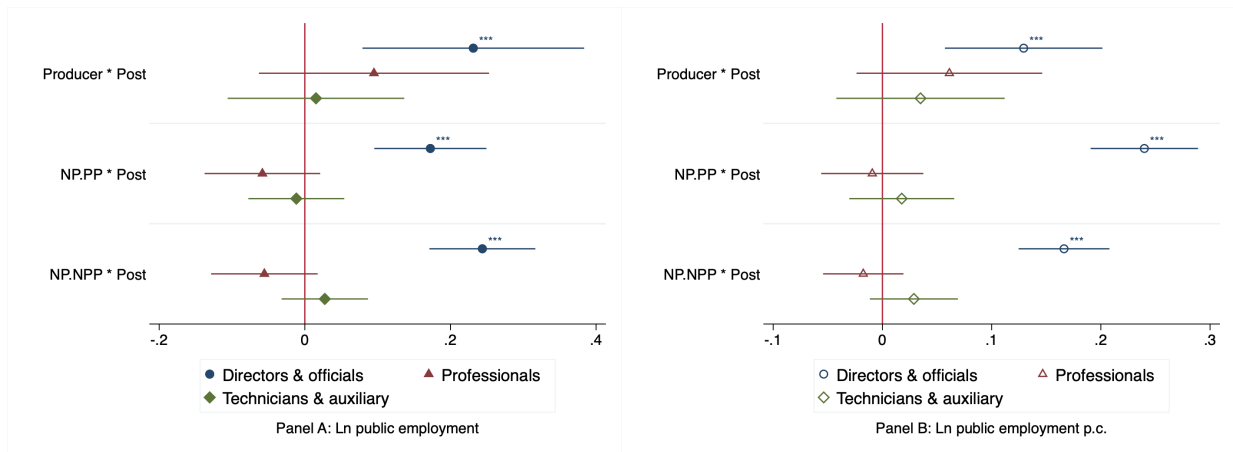 ***
Producer * Post
***
NP.PP * Post
***
NP.NPP * Post
-.2 0 .2 .4
Directors & officials Professionals
Technicians & auxiliary
Panel A: Ln public employment
***
Producer * Post
***
NP.PP * Post
***
NP.NPP * Post
-.1 0 .1 .2 .3
Directors & officials Professionals
Technicians & auxiliary
Panel B: Ln public employment p.c.